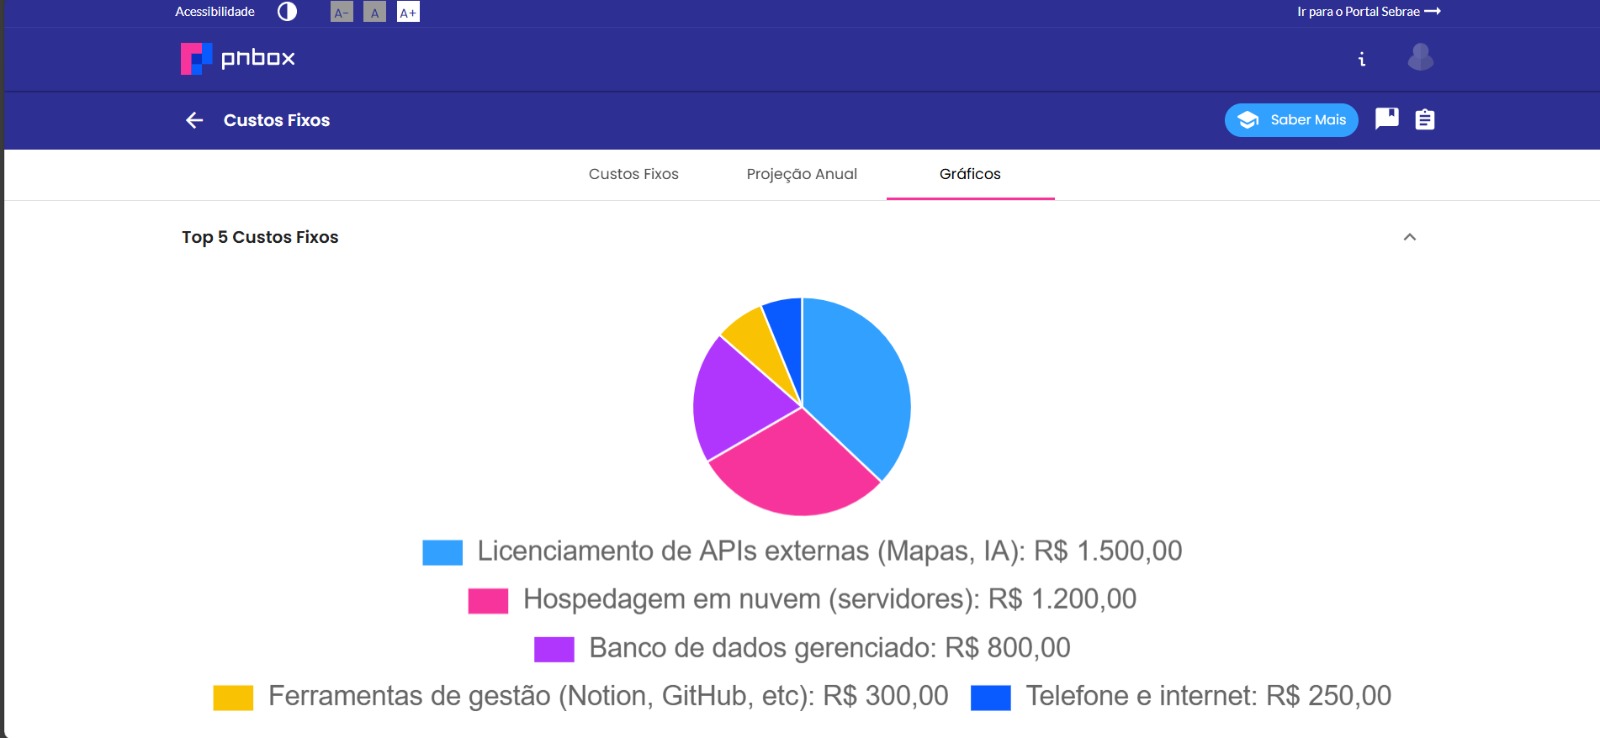 Acessibilidade A- A A+ Ir para o Portal Sebrae
pnbox i
Custos Fixos Saber Mais
Custos Fixos Projeção Anual Gráficos
Top 5 Custos Fixos
Licenciamento de APIs externas (Mapas, IA): R$ 1.500,00
Hospedagem em nuvem (servidores): R$ 1.200,00
Banco de dados gerenciado: R$ 800,00
Ferramentas de gestão (Notion, GitHub, etc): R$ 300,00 Telefone e internet: R$ 250,00